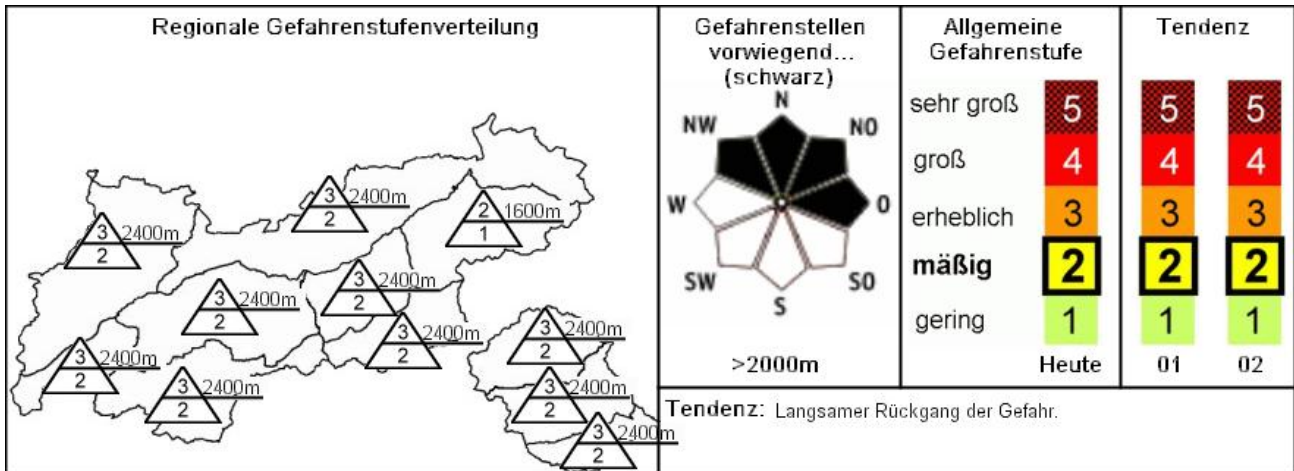 Regionale Gefahrenstufenverteilung
3 2400m
2
2 1600m
1
3 2400m
2
3 2400m
2
3 2400m
2
3 2400m
2
3 2400m
2
3 2400m
2
3 2400m
2
3 2400m
2
3 2400m
2
Gefahrenstellen
vorwiegend...
(schwarz)
N
NW NO
W O
SW SO
S
>2000m
Allgemeine
Gefahrenstufe
Tendenz
sehr groß 5 5 5
groß 4 4 4
erheblich 3 3 3
mäßig 2 2 2
gering 1 1 1
Heute 01 02
Tendenz: Langsamer Rückgang der Gefahr.